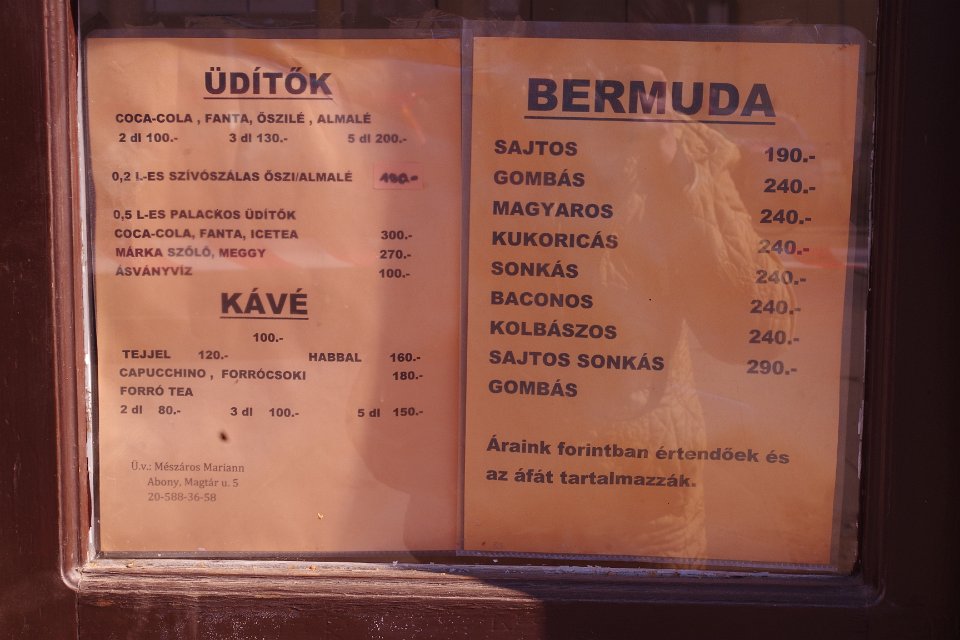 ÜDÍTŐK
COCA-COLA , FANTA, ŐSZILÉ , ALMALÉ
2 dl 100.- 3 dl 130.- 5 dl 200.-
0,2 L-ES SZÍVÓSZÁLAS ŐSZI/ALMALÉ 190.-
0,5 L-ES PALACKOS ÜDÍTŐK
COCA-COLA, FANTA, ICETEA 300.-
MÁRKA SZŐLŐ, MEGGY 270.-
ÁSVÁNYVÍZ 100.-
KÁVÉ
100.-
TEJJEL 120.- HABBAL 160.-
CAPUCCHINO , FORRÓCSOKI 180.-
FORRÓ TEA
2 dl 80.- 3 dl 100.- 5 dl 150.-
Ü.v.: Mészáros Mariann
Abony, Magtár u. 5
20-588-36-58
BERMUDA
SAJTOS 190.-
GOMBÁS 240.-
MAGYAROS 240.-
KUKORICÁS 240.-
SONKÁS 240.-
BACONOS 240.-
KOLBÁSZOS 240.-
SAJTOS SONKÁS 290.-
GOMBÁS
Áraink forintban értendőek és
az áfát tartalmazzák.